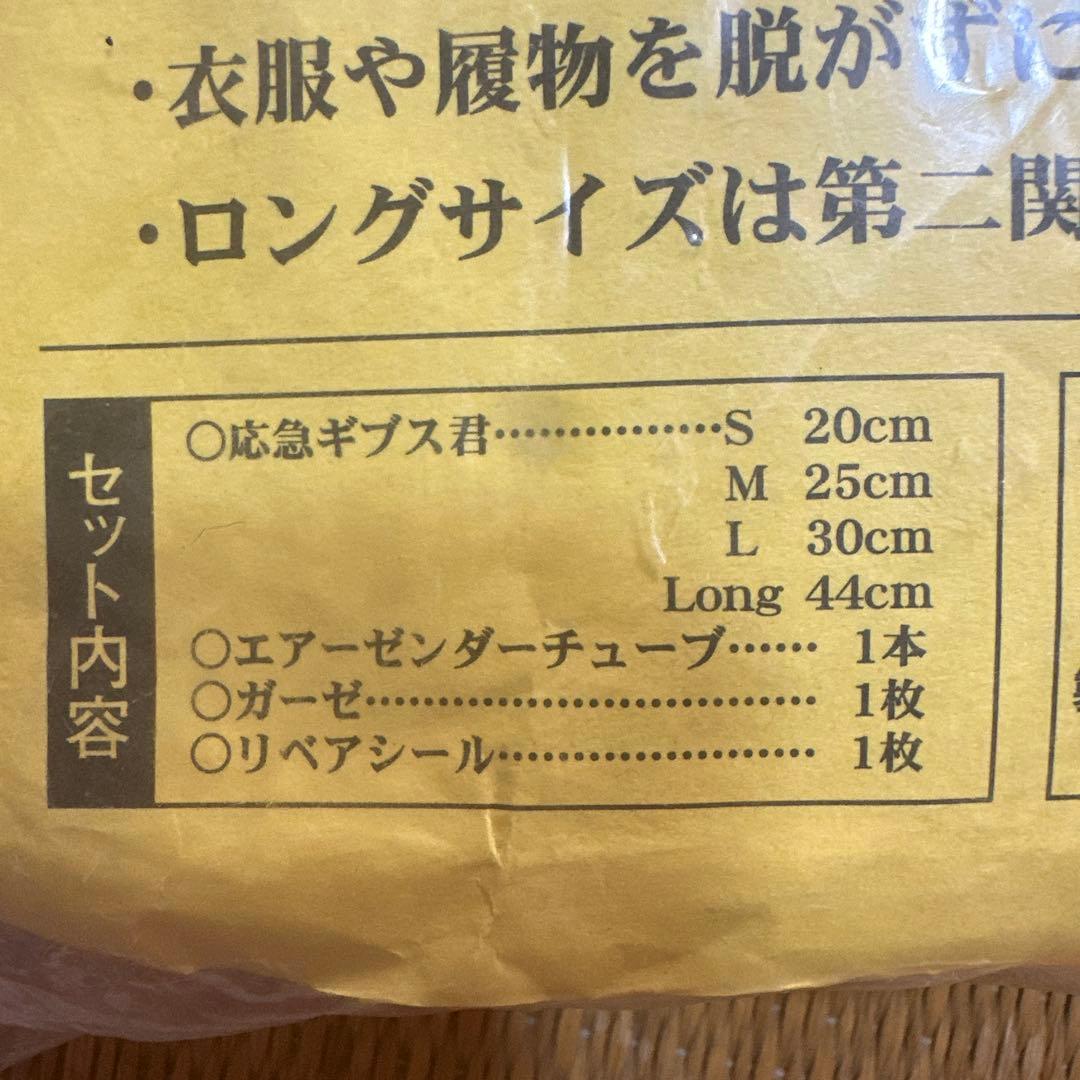 ・衣服や履物を脱がずに
・ロングサイズは第二関
セット内容
○応急ギブス君……………S 20cm
M 25cm
L 30cm
Long 44cm
○エアーゼンダーチューブ…… 1本
○ガーゼ…………………………… 1枚
○リベアシール…………………… 1枚